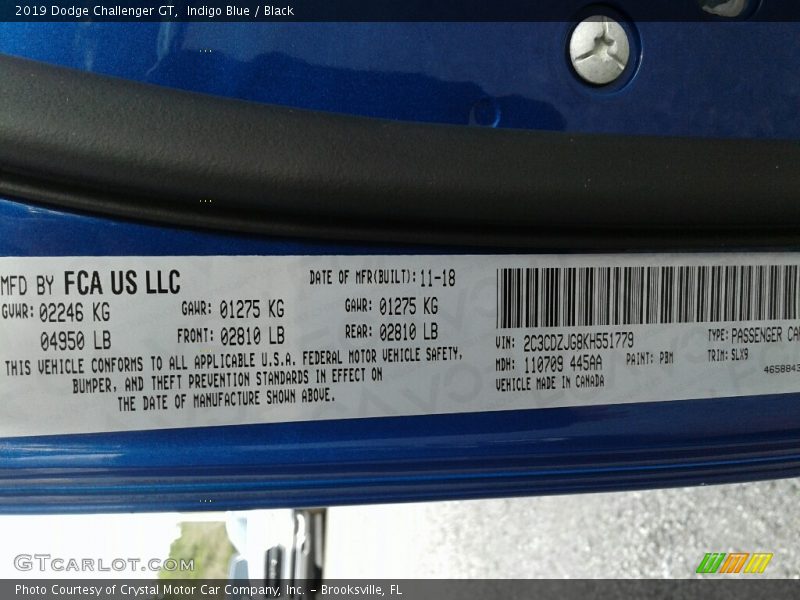 2019 Dodge Challenger GT, Indigo Blue / Black
MFD BY FCA US LLC
DATE OF MFR(BUILT): 11-18
GVWR: 02246 KG
GAWR: 01275 KG
GAWR: 01275 KG
04950 LB
FRONT: 02810 LB
REAR: 02810 LB
THIS VEHICLE CONFORMS TO ALL APPLICABLE U.S.A. FEDERAL MOTOR VEHICLE SAFETY,
BUMPER, AND THEFT PREVENTION STANDARDS IN EFFECT ON
THE DATE OF MANUFACTURE SHOWN ABOVE.
VIN: 2C3CDZJG8KH551779
TYPE: PASSENGER CAR
MDH: 110709 445AA
PAINT: PBM
TRIM: SLX9
VEHICLE MADE IN CANADA
4658843
GTCARLOT.COM
Photo Courtesy of Crystal Motor Car Company, Inc. – Brooksville, FL